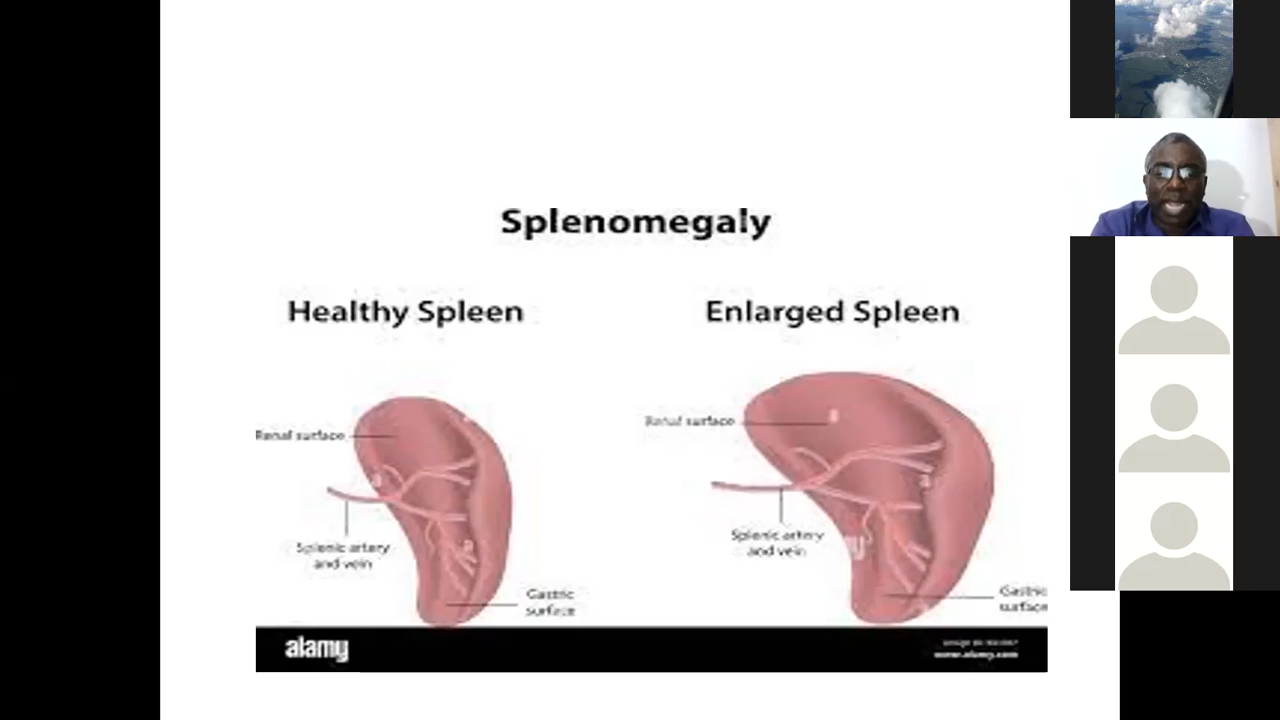 Splenomegaly
Healthy Spleen
Enlarged Spleen
Renal surface
Splenic artery
and vein
Gastric
surface
Renal surface
Splenic artery
and vein
Gastric
surface
alamy
www.alamy.com